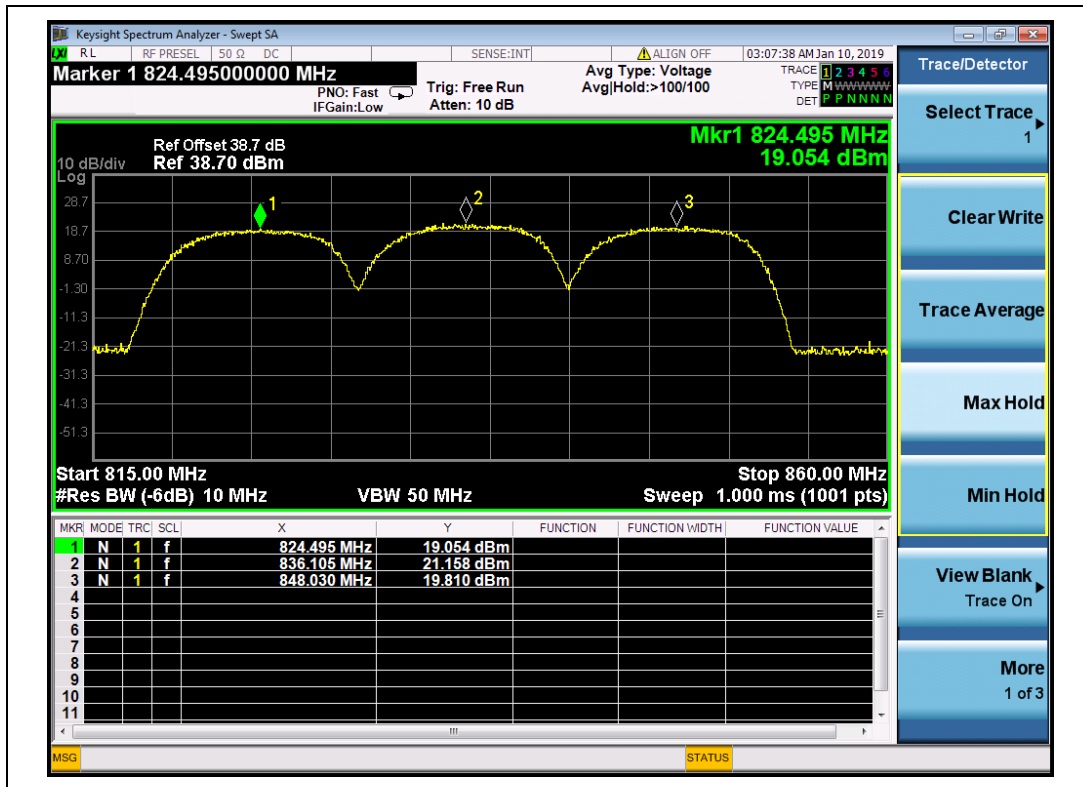 Keysight Spectrum Analyzer - Swept SA
LXI RL RF PRESEL 50 Ω DC SENSE:INT ALIGN OFF 03:07:38 AM Jan 10, 2019
Marker 1 824.495000000 MHz
PNO: Fast
IFGain:Low
Trig: Free Run
Atten: 10 dB
Avg Type: Voltage
Avg|Hold:>100/100
TRACE 1 2 3 4 5 6
TYPE M WWWWW
DET P P N N N N
Mkr1 824.495 MHz
19.054 dBm
Ref Offset 38.7 dB
10 dB/div Ref 38.70 dBm
Log
28.7
18.7
8.70
-1.30
-11.3
-21.3
-31.3
-41.3
-51.3
1
2
3
Start 815.00 MHz Stop 860.00 MHz
#Res BW (-6dB) 10 MHz VBW 50 MHz Sweep 1.000 ms (1001 pts)
MKR MODE TRC SCL X Y FUNCTION FUNCTION WIDTH FUNCTION VALUE
1 N 1 f 824.495 MHz 19.054 dBm
2 N 1 f 836.105 MHz 21.158 dBm
3 N 1 f 848.030 MHz 19.810 dBm
4
5
6
7
8
9
10
11
MSG STATUS
Trace/Detector
Select Trace
1
Clear Write
Trace Average
Max Hold
Min Hold
View Blank
Trace On
More
1 of 3